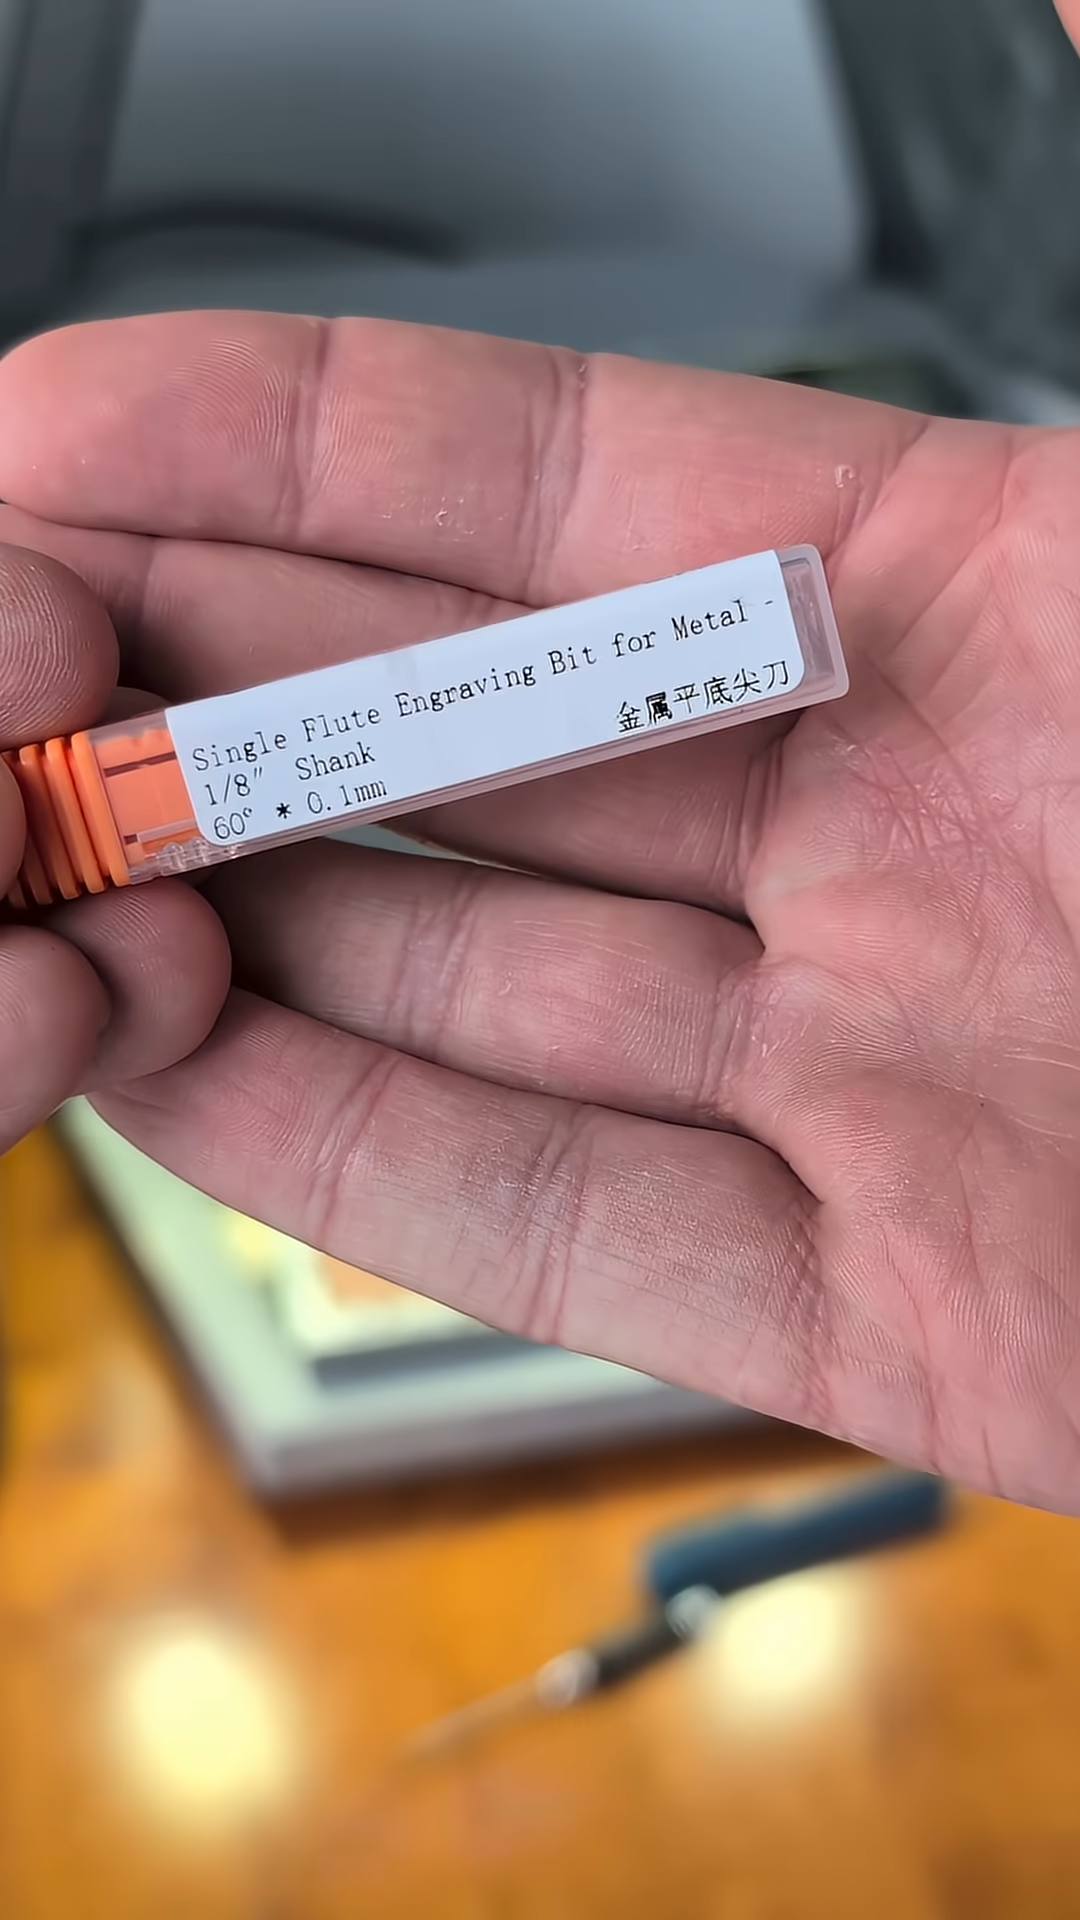 Single Flute Engraving Bit for Metal -
1/8" Shank
金属平底尖刀
60° * 0.1mm